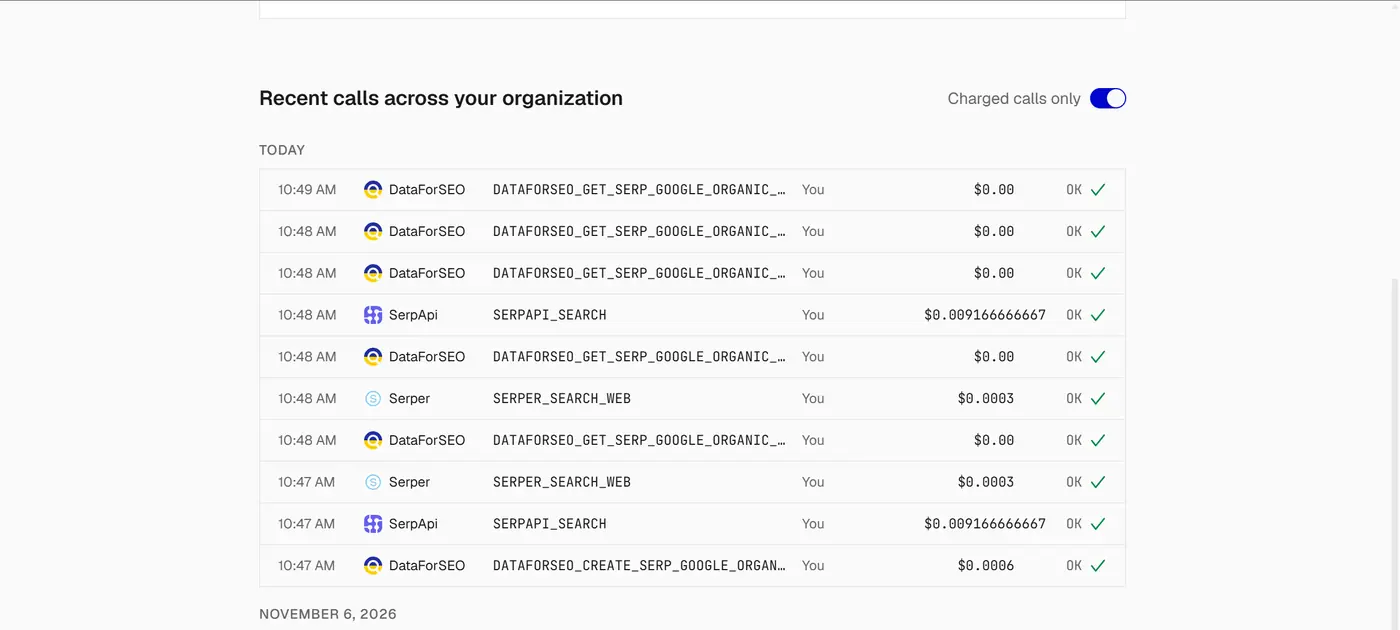 Recent calls across your organization
Charged calls only
TODAY
10:49 AM DataForSEO DATAFORSEO_GET_SERP_GOOGLE_ORGANIC_… You $0.00 OK
10:48 AM DataForSEO DATAFORSEO_GET_SERP_GOOGLE_ORGANIC_… You $0.00 OK
10:48 AM DataForSEO DATAFORSEO_GET_SERP_GOOGLE_ORGANIC_… You $0.00 OK
10:48 AM SerpApi SERPAPI_SEARCH You $0.009166666667 OK
10:48 AM DataForSEO DATAFORSEO_GET_SERP_GOOGLE_ORGANIC_… You $0.00 OK
10:48 AM Serper SERPER_SEARCH_WEB You $0.0003 OK
10:48 AM DataForSEO DATAFORSEO_GET_SERP_GOOGLE_ORGANIC_… You $0.00 OK
10:47 AM Serper SERPER_SEARCH_WEB You $0.0003 OK
10:47 AM SerpApi SERPAPI_SEARCH You $0.009166666667 OK
10:47 AM DataForSEO DATAFORSEO_CREATE_SERP_GOOGLE_ORGAN… You $0.0006 OK
NOVEMBER 6, 2026